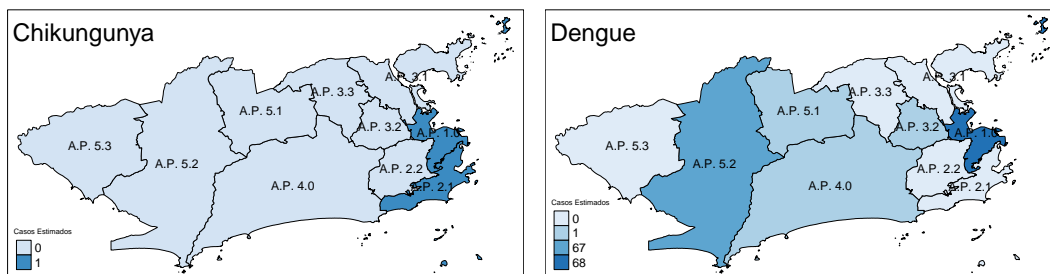 Chikungunya
A.P. 3.1
A.P. 3.3
A.P. 5.1
A.P. 3.2
A.P. 1.0
A.P. 5.3
A.P. 5.2
A.P. 2.2
A.P. 4.0
A.P. 2.1
Casos Estimados
0
1
Dengue
A.P. 3.1
A.P. 3.3
A.P. 5.1
A.P. 3.2
A.P. 1.0
A.P. 5.3
A.P. 5.2
A.P. 2.2
A.P. 4.0
A.P. 2.1
Casos Estimados
0
1
67
68